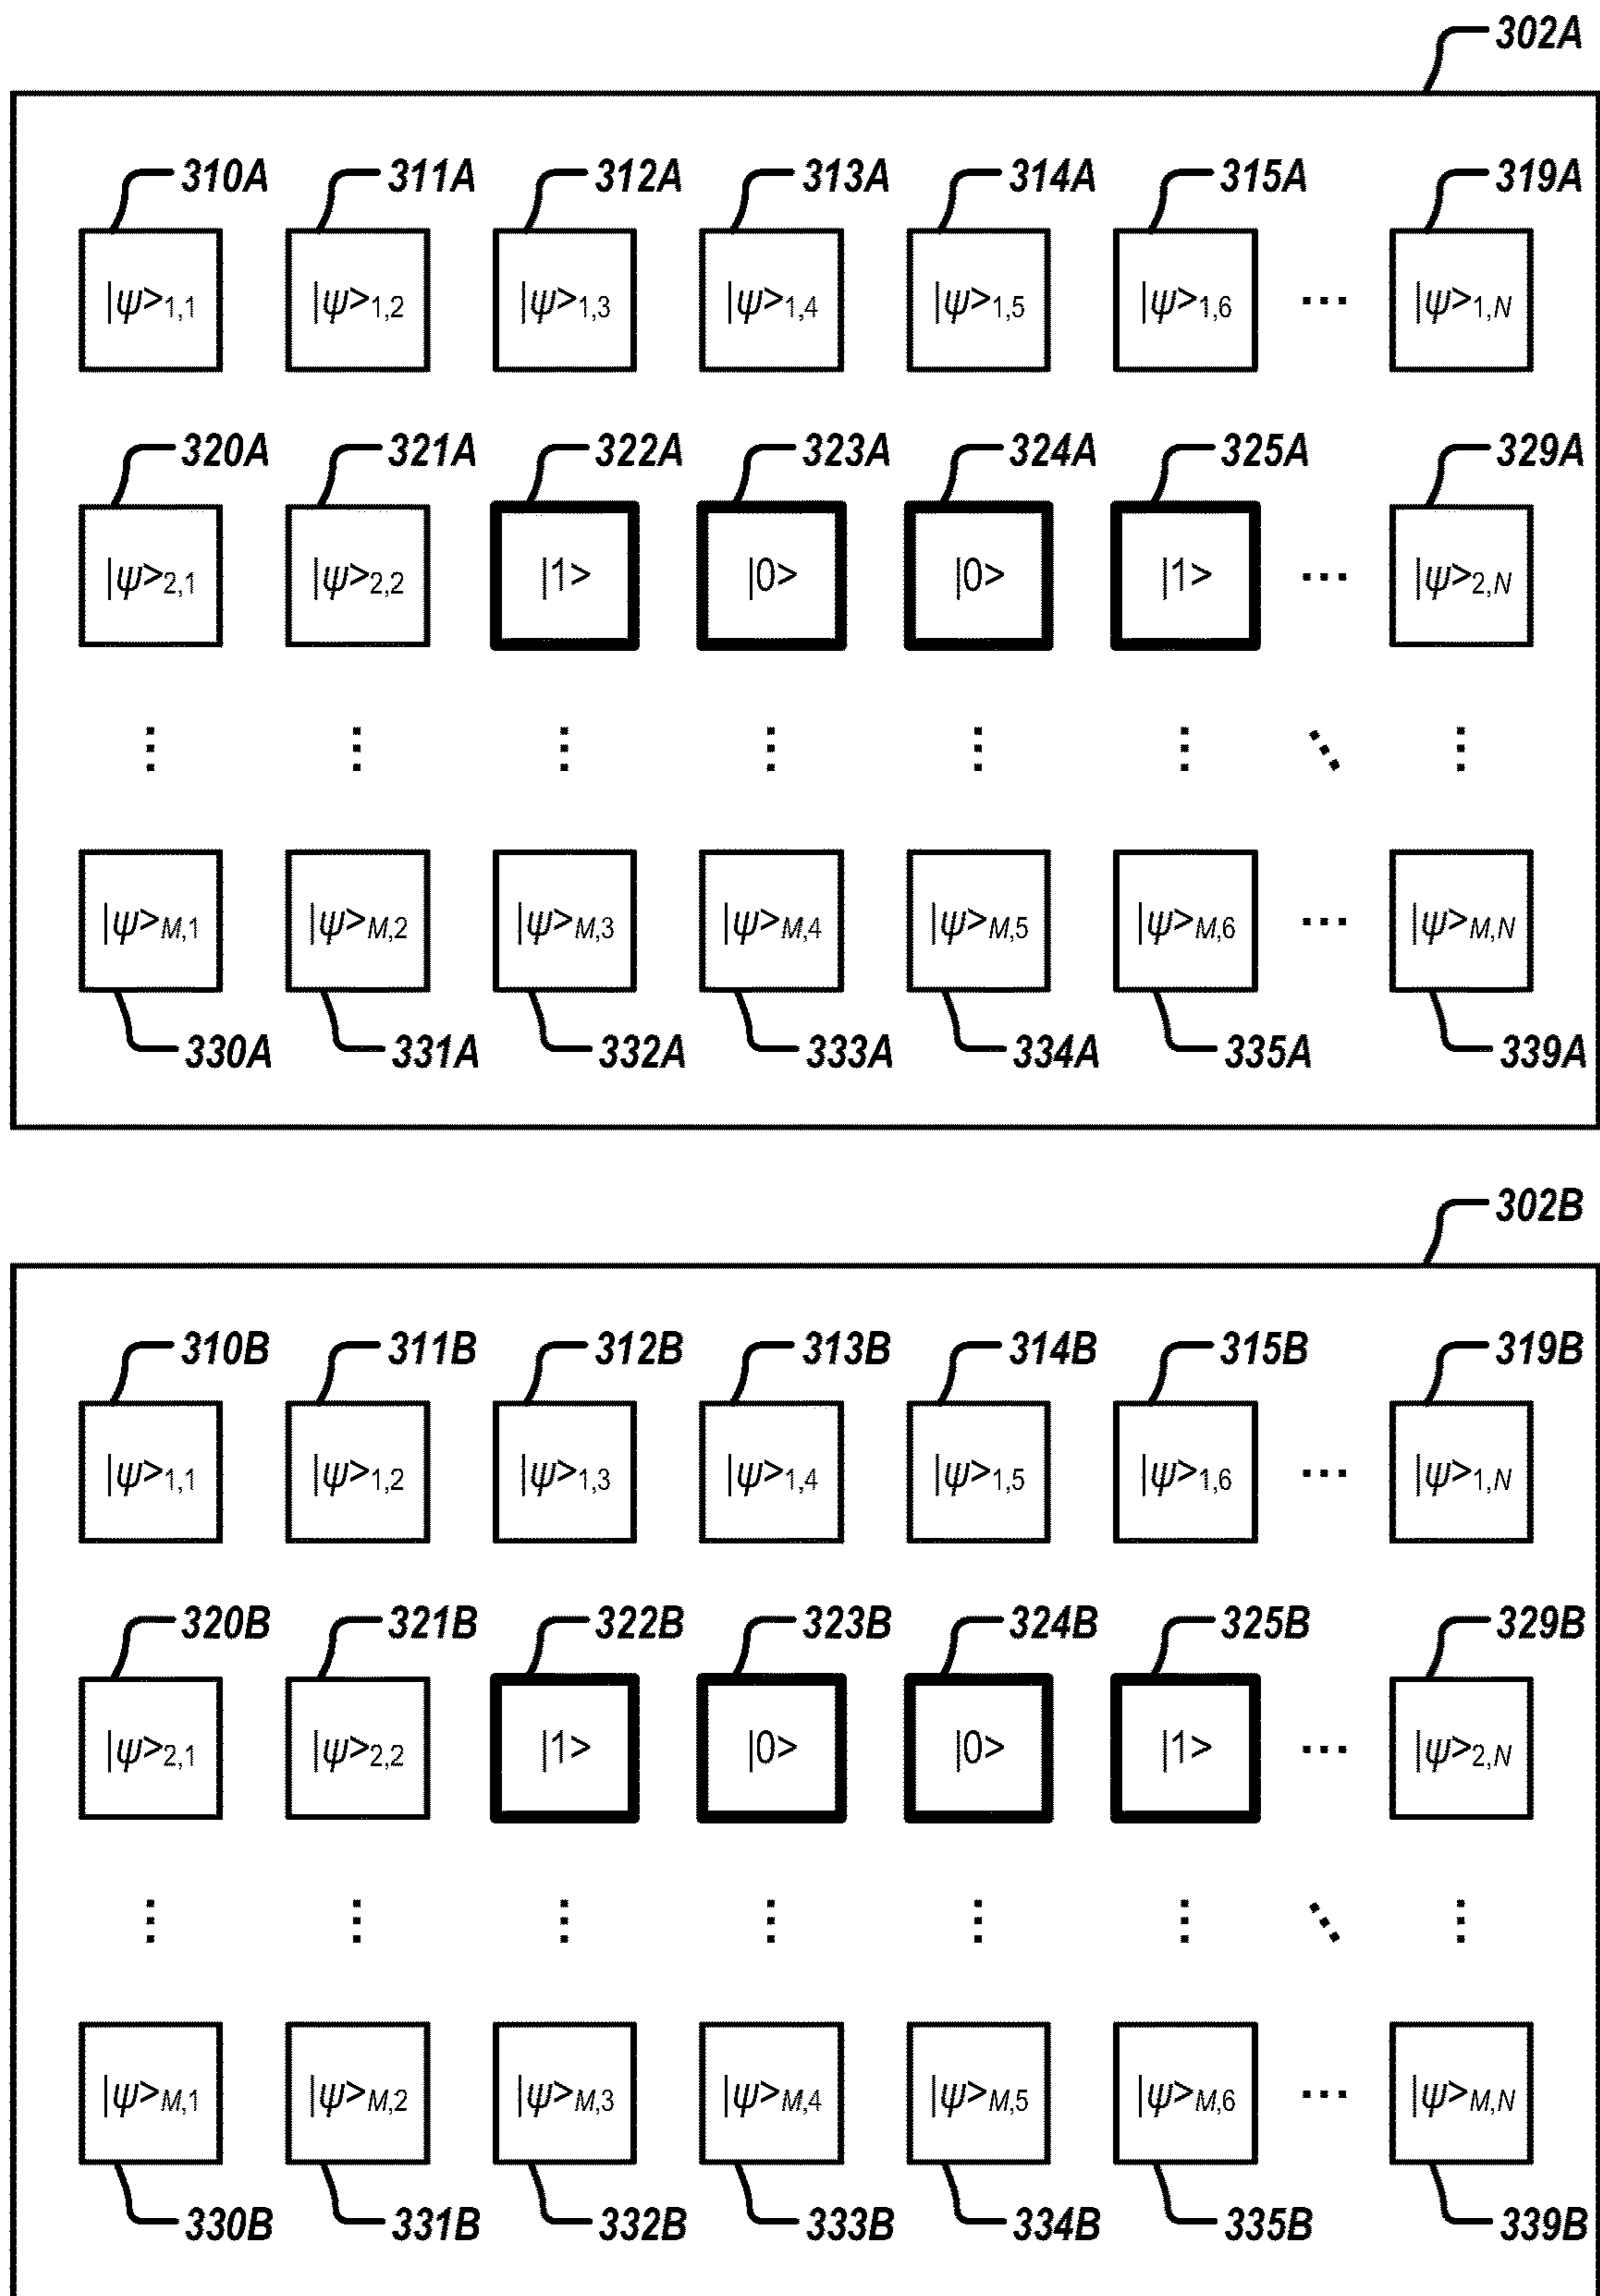 302A
310A 311A 312A 313A 314A 315A 319A
|ψ>1,1 |ψ>1,2 |ψ>1,3 |ψ>1,4 |ψ>1,5 |ψ>1,6 ... |ψ>1,N
320A 321A 322A 323A 324A 325A 329A
|ψ>2,1 |ψ>2,2 |1> |0> |0> |1> ... |ψ>2,N
|ψ>M,1 |ψ>M,2 |ψ>M,3 |ψ>M,4 |ψ>M,5 |ψ>M,6 ... |ψ>M,N
330A 331A 332A 333A 334A 335A 339A
302B
310B 311B 312B 313B 314B 315B 319B
|ψ>1,1 |ψ>1,2 |ψ>1,3 |ψ>1,4 |ψ>1,5 |ψ>1,6 ... |ψ>1,N
320B 321B 322B 323B 324B 325B 329B
|ψ>2,1 |ψ>2,2 |1> |0> |0> |1> ... |ψ>2,N
|ψ>M,1 |ψ>M,2 |ψ>M,3 |ψ>M,4 |ψ>M,5 |ψ>M,6 ... |ψ>M,N
330B 331B 332B 333B 334B 335B 339B